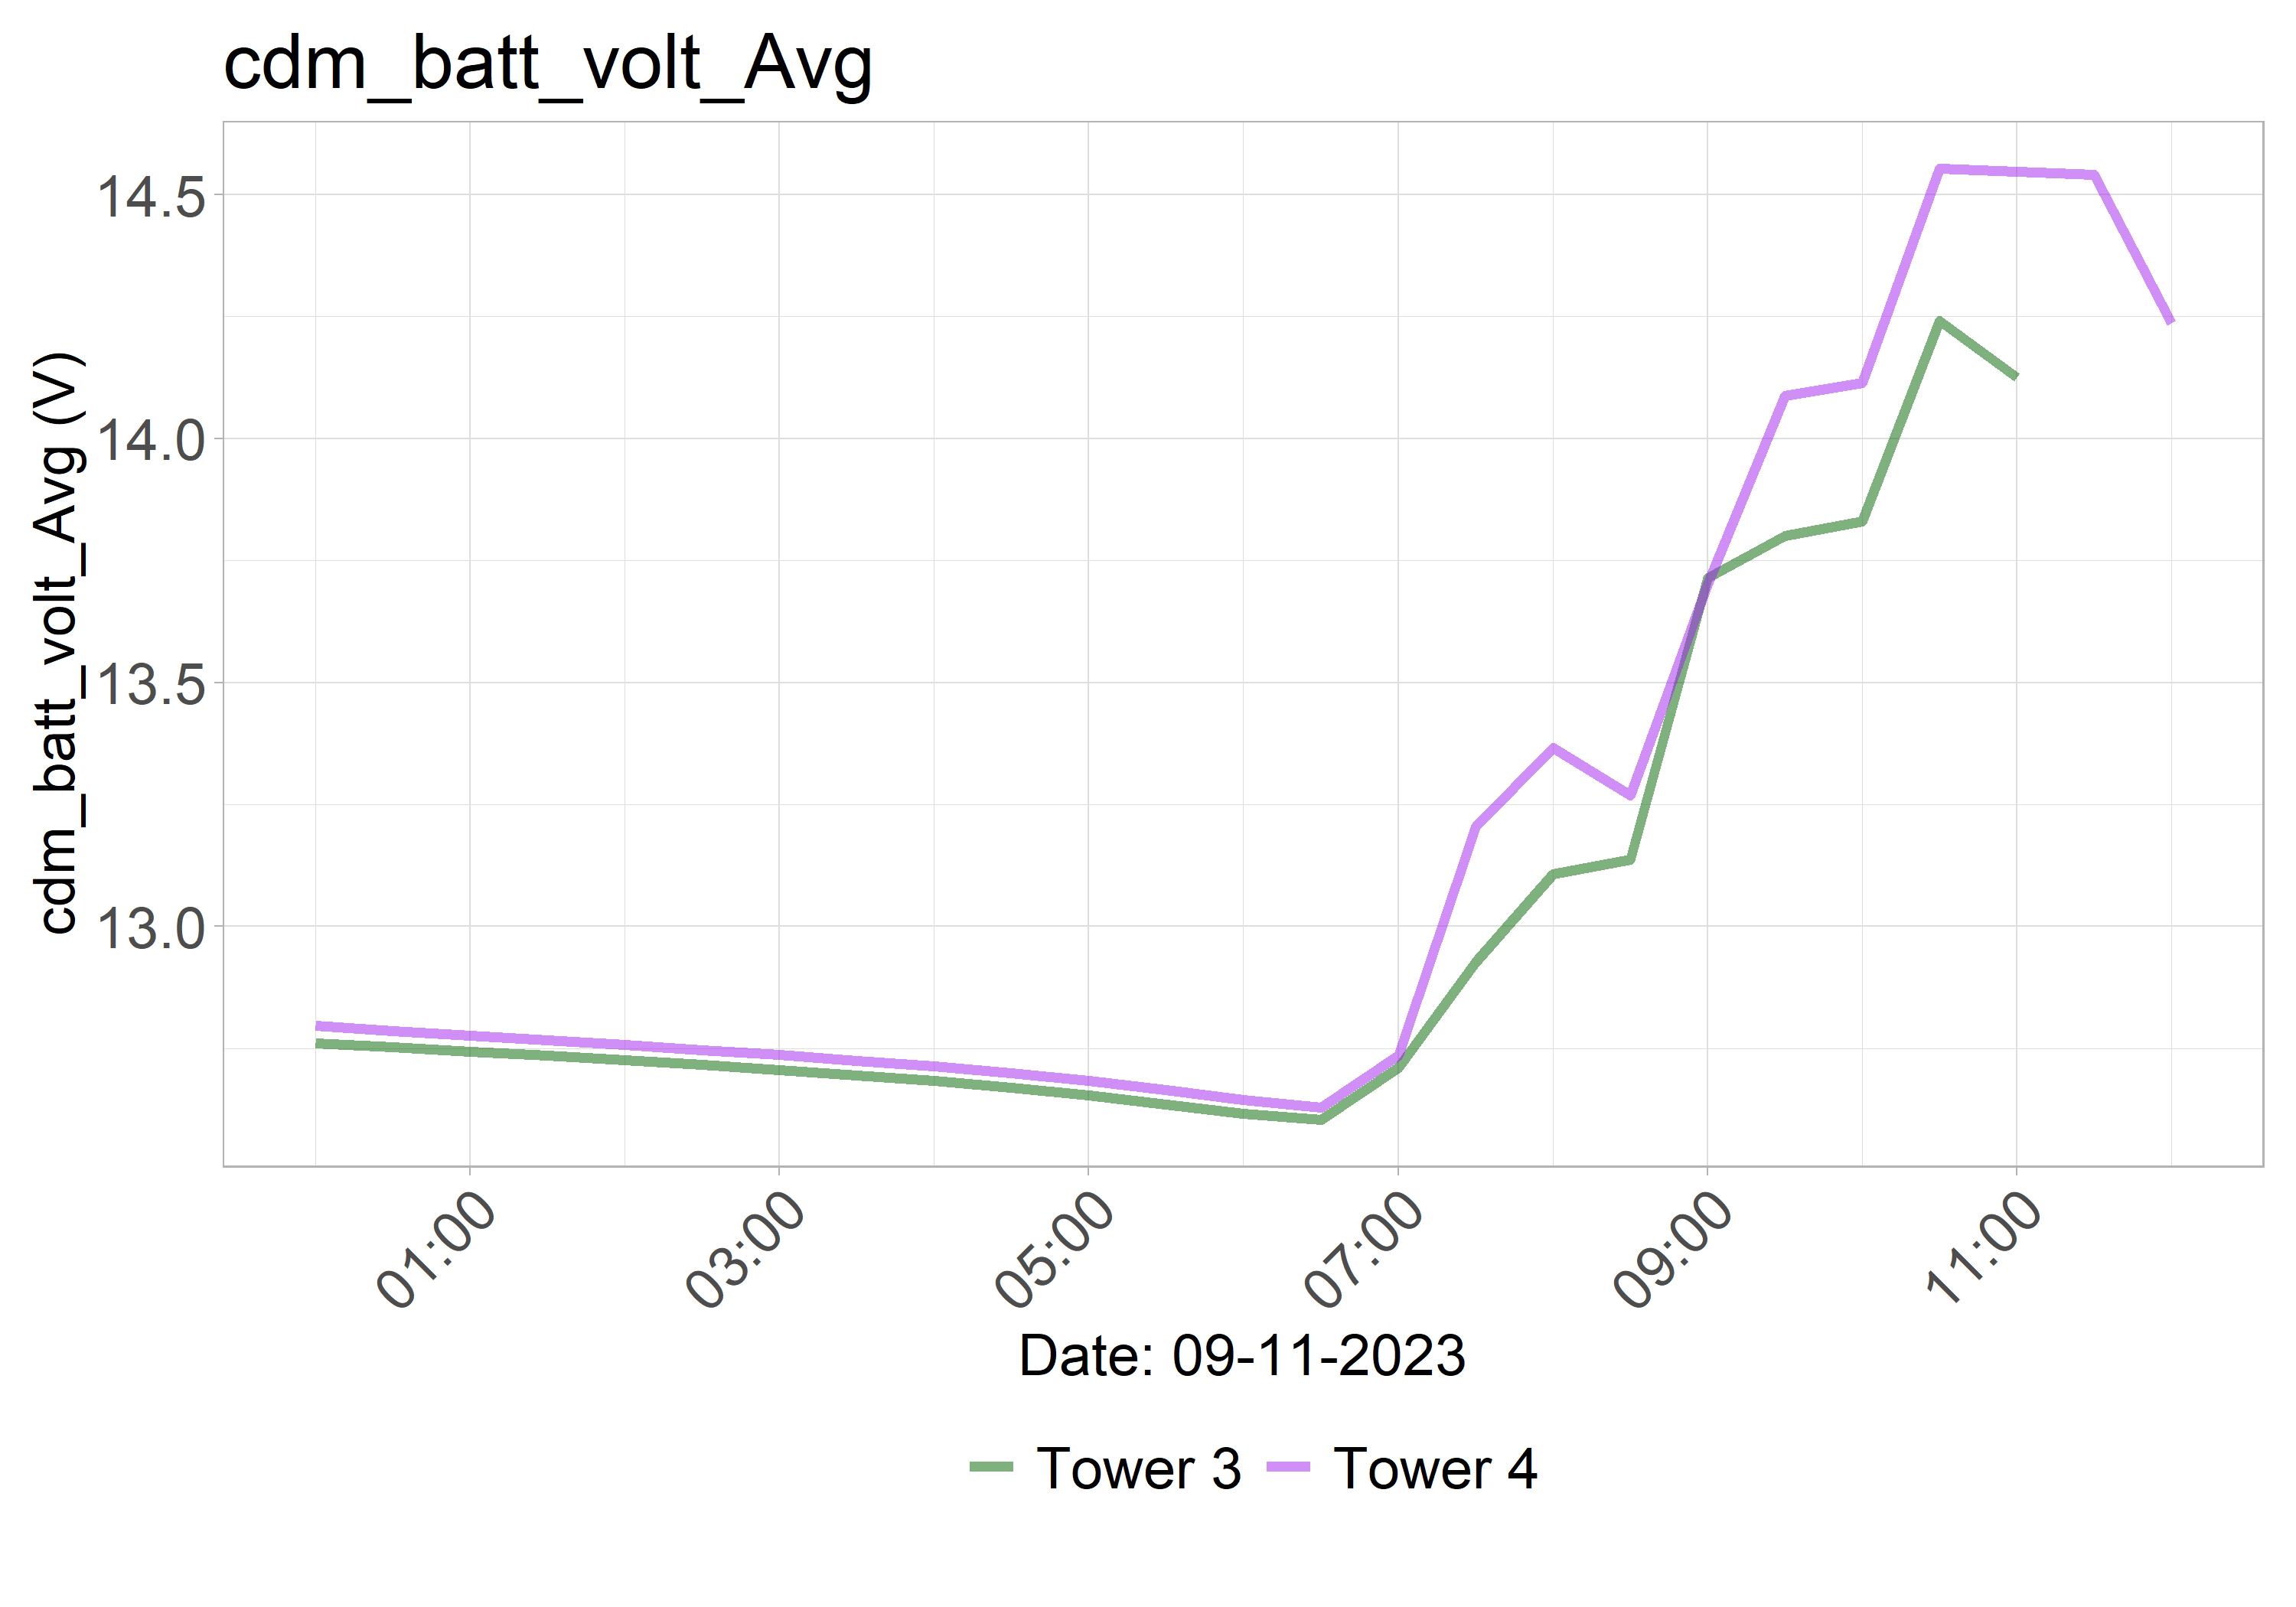 cdm_batt_volt_Avg
cdm_batt_volt_Avg (V)
14.5
14.0
13.5
13.0
01:00
03:00
05:00
07:00
09:00
11:00
Date: 09-11-2023
Tower 3
Tower 4